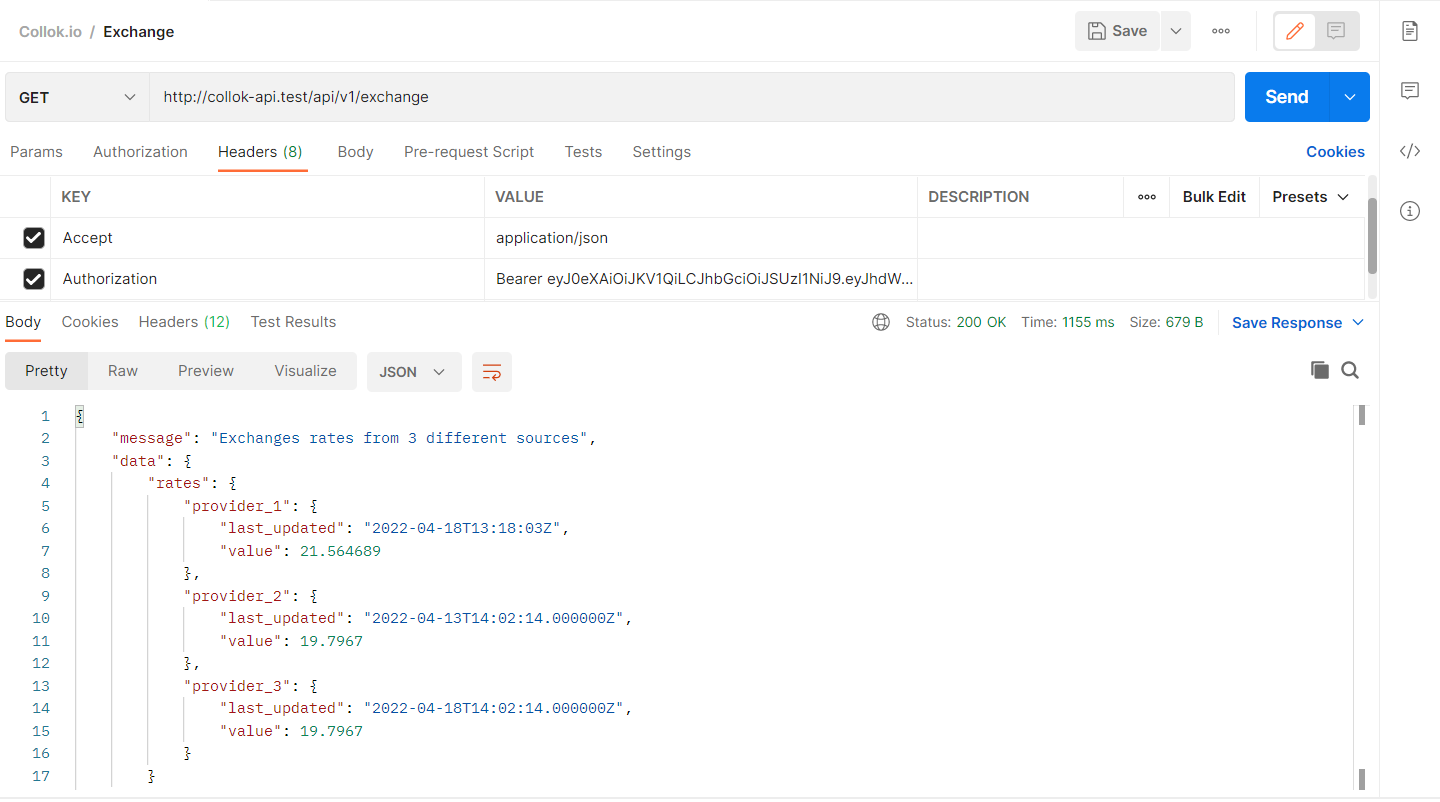 Collok.io / Exchange
Save
GET http://collok-api.test/api/v1/exchange Send
Params Authorization Headers (8) Body Pre-request Script Tests Settings Cookies
KEY VALUE DESCRIPTION Bulk Edit Presets
Accept application/json
Authorization Bearer eyJ0eXAiOiJKV1QiLCJhbGciOiJSUzI1NiJ9.eyJhdW...
Body Cookies Headers (12) Test Results Status: 200 OK Time: 1155 ms Size: 679 B Save Response
Pretty Raw Preview Visualize JSON
1 {
2 "message": "Exchanges rates from 3 different sources",
3 "data": {
4 "rates": {
5 "provider_1": {
6 "last_updated": "2022-04-18T13:18:03Z",
7 "value": 21.564689
8 },
9 "provider_2": {
10 "last_updated": "2022-04-13T14:02:14.000000Z",
11 "value": 19.7967
12 },
13 "provider_3": {
14 "last_updated": "2022-04-18T14:02:14.000000Z",
15 "value": 19.7967
16 }
17 }